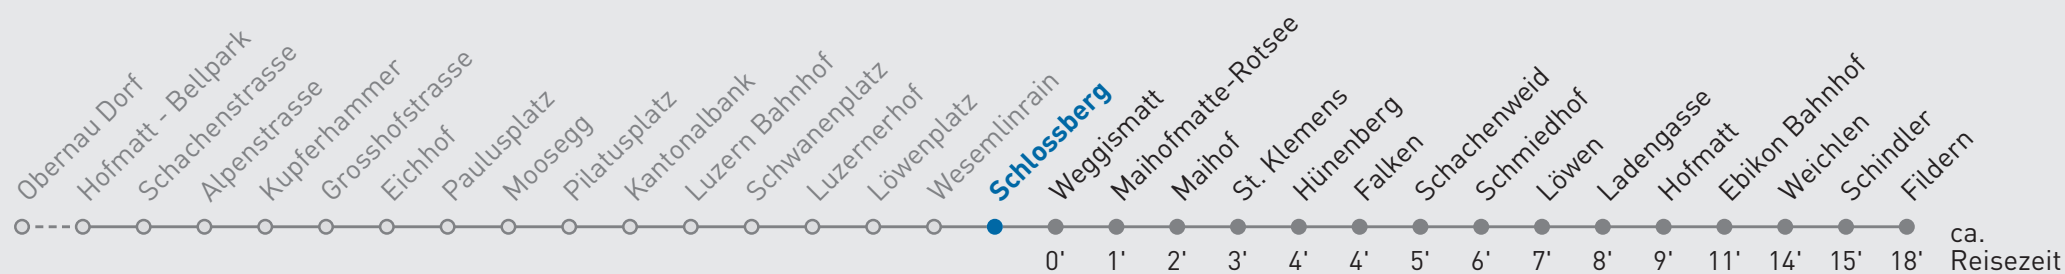 Obernau Dorf
Hofmatt - Bellpark
Schachenstrasse
Alpenstrasse
Kupferhammer
Grosshofstrasse
Eichhof
Paulusplatz
Moosegg
Pilatusplatz
Kantonalbank
Luzern Bahnhof
Schwanenplatz
Luzernerhof
Löwenplatz
Wesemlinrain
Schlossberg
Weggismatt
Maihofmatte-Rotsee
Maihof
St. Klemens
Hünenberg
Falken
Schachenweid
Schmiedhof
Löwen
Ladengasse
Hofmatt
Ebikon Bahnhof
Weichlen
Schindler
Fildern
0' 1' 2' 3' 4' 4' 5' 6' 7' 8' 9' 11' 14' 15' 18'
ca.
Reisezeit